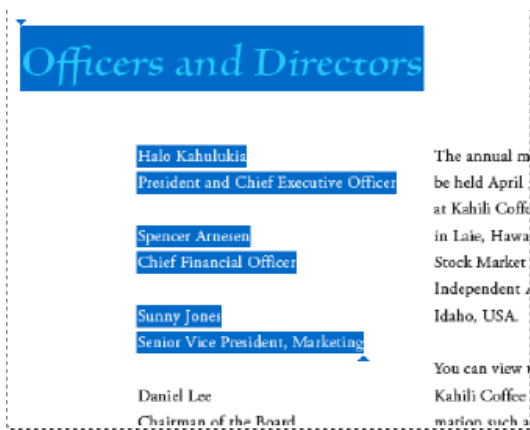 Officers and Directors
Halo Kahulukia
President and Chief Executive Officer
Spencer Arnesen
Chief Financial Officer
Sunny Jones
Senior Vice President, Marketing
Daniel Lee
Chairman of the Board
The annual
be held April
at Kahili
in Laie,
Stock Market
Independent
Idaho, USA.
You can view
Kahili Coffee
such